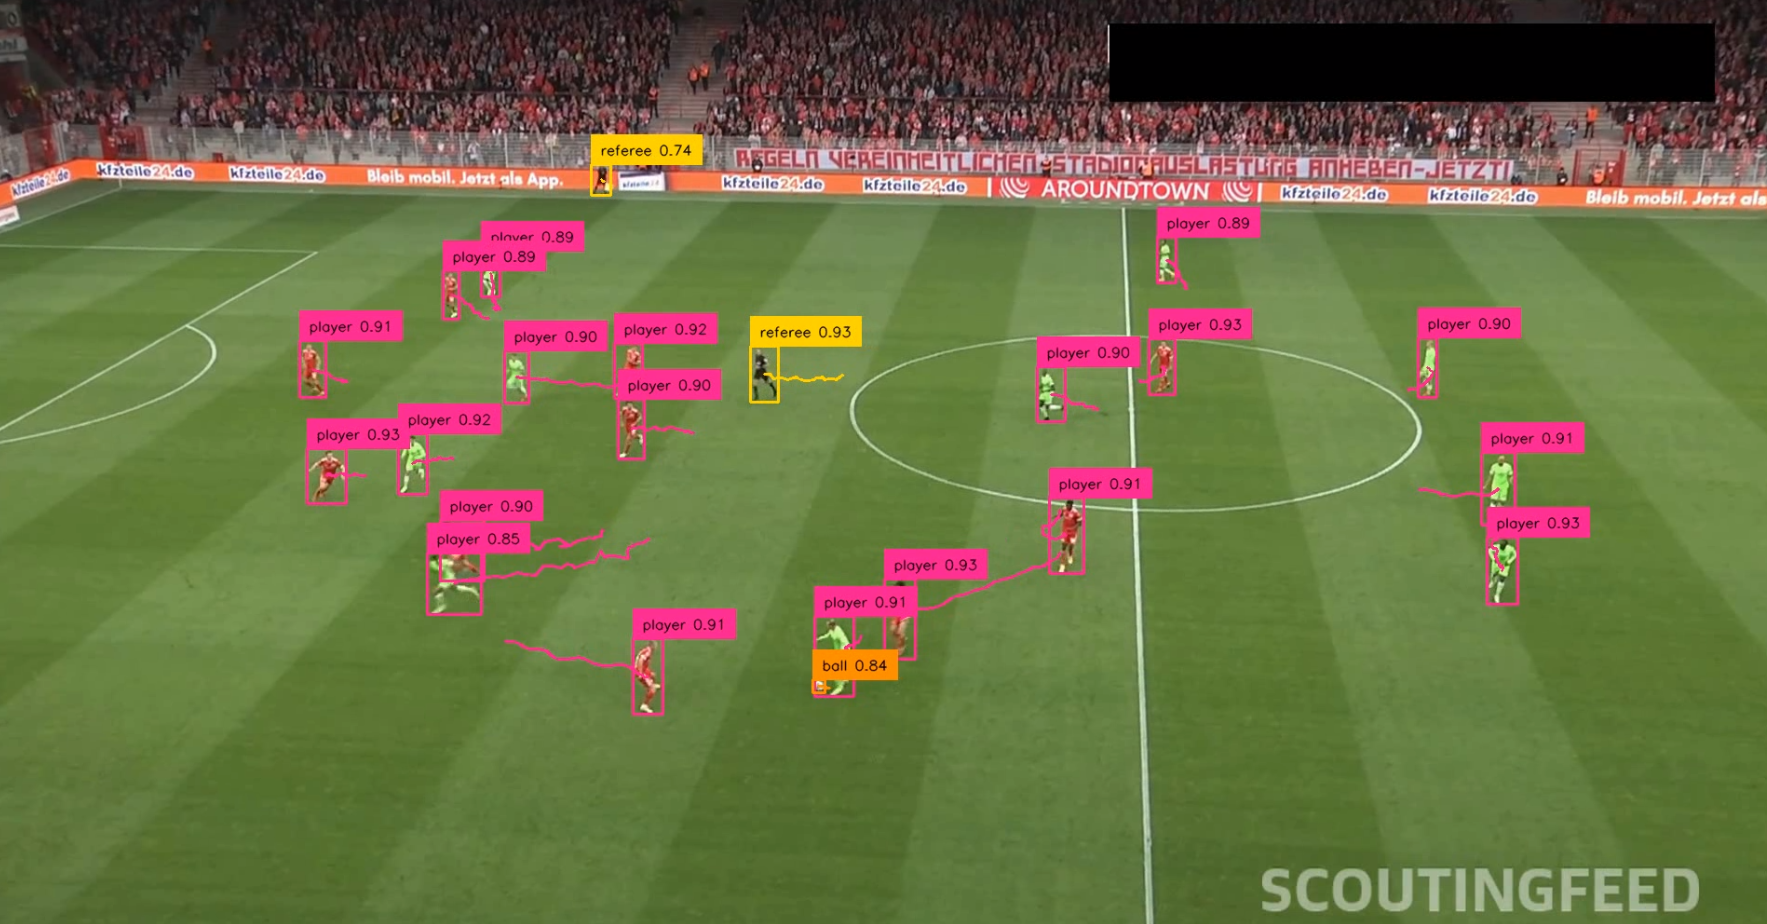 REGELN VEREINHEITLICHEN-STADIONAUSLASTUNG ANHEBEN-JETZT!
kfzteile24.de
kfzteile24.de
kfzteile24.de
Bleib mobil. Jetzt als App.
kfzteile24.de
kfzteile24.de
kfzteile24.de
AROUNDTOWN
kfzteile24.de
kfzteile24.de
Bleib mobil. Jetzt als
referee 0.74
player 0.89
player 0.89
player 0.89
player 0.91
player 0.90
player 0.92
referee 0.93
player 0.90
player 0.93
player 0.90
player 0.90
player 0.93
player 0.92
player 0.91
player 0.90
player 0.85
player 0.91
player 0.93
player 0.93
player 0.91
player 0.91
ball 0.84
SCOUTINGFEED